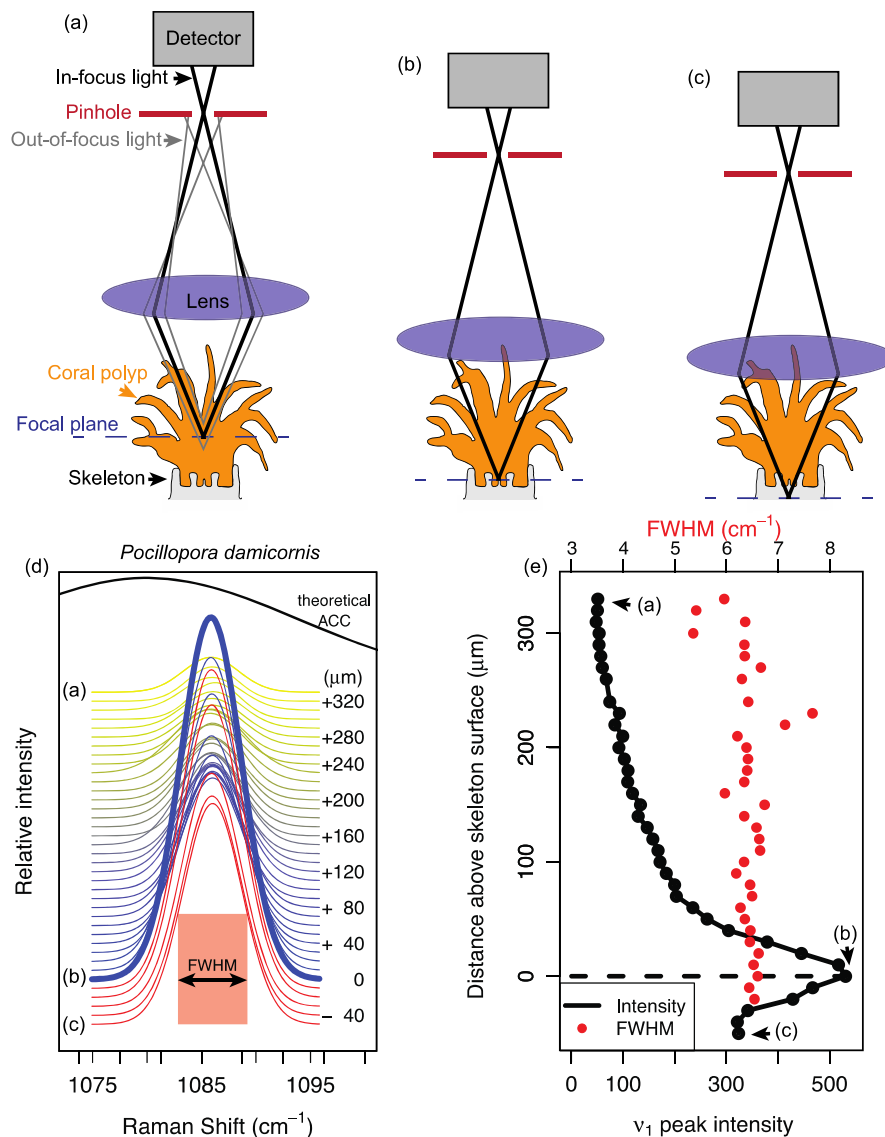 (a)
Detector
In-focus light
Pinhole
Out-of-focus light
Lens
Coral polyp
Focal plane
Skeleton
(b)
(c)
Pocillopora damicornis
(d)
theoretical
ACC
(μm)
(a)
+320
+280
+240
+200
+160
+120
+ 80
+ 40
(b)
0
(c)
− 40
FWHM
Relative intensity
1075
1085
1095
Raman Shift (cm⁻¹)
FWHM (cm⁻¹)
3 4 5 6 7 8
(e)
(a)
(b)
(c)
Distance above skeleton surface (μm)
300
200
100
0
Intensity
FWHM
0 100 300 500
ν₁ peak intensity